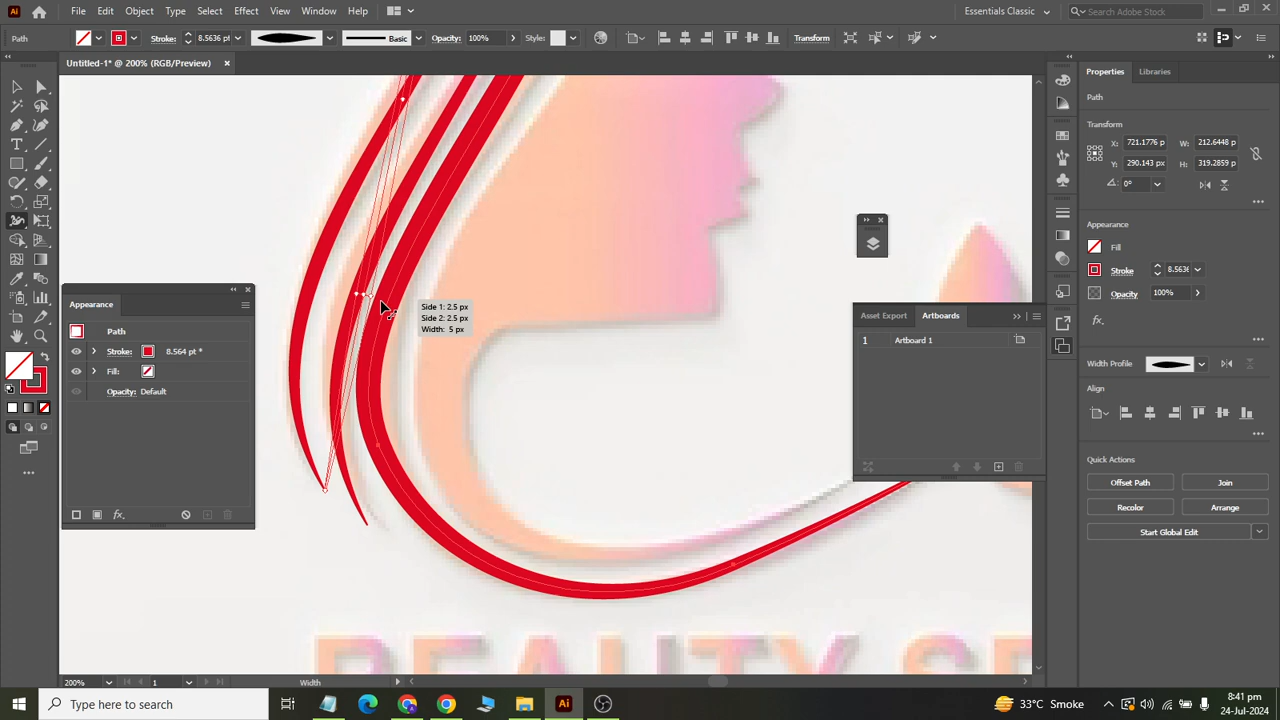 Ai File Edit Object Type Select Effect View Window Help Essentials Classic Search Adobe Stock
Path Stroke: 8.5636 pt Basic Opacity: 100% Style: Transform
Untitled-1* @ 200% (RGB/Preview) × Properties Libraries
Path
Transform
X: 721.1776 p W: 212.6448 p
Y: 290.143 px H: 319.2859 p
0°
Appearance
Fill
Stroke 8.5636
Opacity 100%
fx.
Width Profile
Align
Quick Actions
Offset Path Join
Recolor Arrange
Start Global Edit
Side 1: 2.5 px
Side 2: 2.5 px
Width: 5 px
Appearance
Path
Stroke: 8.564 pt *
Fill:
Opacity: Default
fx.
Asset Export Artboards
1 Artboard 1
BEAUTY
200% 1 Width
Type here to search
Ai
33°C Smoke
8:41 pm
24-Jul-2024